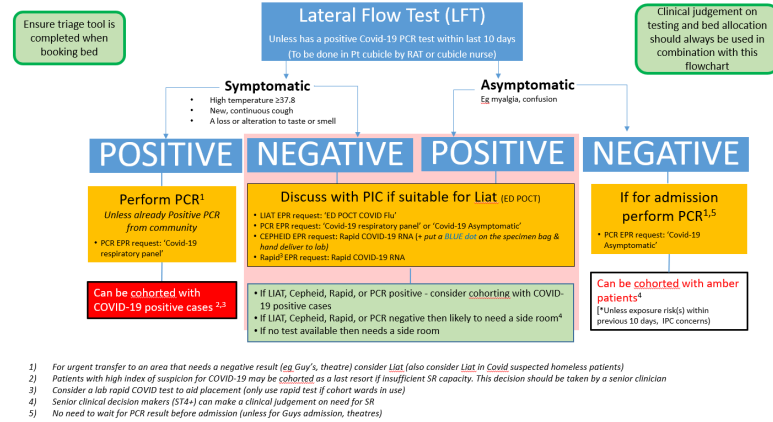 Ensure triage tool is
completed when
booking bed
Lateral Flow Test (LFT)
Unless has a positive Covid-19 PCR test within last 10 days
(To be done in Pt cubicle by RAT or cubicle nurse)
Clinical judgement on
testing and bed allocation
should always be used in
combination with this
flowchart
Symptomatic
• High temperature ≥37.8
• New, continuous cough
• A loss or alteration to taste or smell
Asymptomatic
Eg myalgia, confusion
POSITIVE
NEGATIVE
POSITIVE
NEGATIVE
Perform PCR1
Unless already Positive PCR
from community
• PCR EPR request: 'Covid-19
respiratory panel'
Discuss with PIC if suitable for Liat (ED POCT)
• LIAT EPR request: 'ED POCT COVID Flu'
• PCR EPR request: 'Covid-19 respiratory panel' or 'Covid-19 Asymptomatic'
• CEPHEID EPR request: Rapid COVID-19 RNA (+ put a BLUE dot on the specimen bag &
hand deliver to lab)
• Rapid3 EPR request: Rapid COVID-19 RNA
If for admission
perform PCR1,5
• PCR EPR request: 'Covid-19
Asymptomatic'
Can be cohorted with
COVID-19 positive cases 2,3
• If LIAT, Cepheid, Rapid, or PCR positive - consider cohorting with COVID-
19 positive cases
• If LIAT, Cepheid, Rapid, or PCR negative then likely to need a side room4
• If no test available then needs a side room
Can be cohorted with amber
patients4
[*Unless exposure risk(s) within
previous 10 days, IPC concerns)
1) For urgent transfer to an area that needs a negative result (eg Guy's, theatre) consider Liat (also consider Liat in Covid suspected homeless patients)
2) Patients with high index of suspicion for COVID-19 may be cohorted as a last resort if insufficient SR capacity. This decision should be taken by a senior clinician
3) Consider a lab rapid COVID test to aid placement (only use rapid test if cohort wards in use)
4) Senior clinical decision makers (ST4+) can make a clinical judgement on need for SR
5) No need to wait for PCR result before admission (unless for Guys admission, theatres)